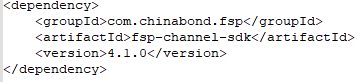 <dependency>
<groupId>com.chinabond.fsp</groupId>
<artifactId>fsp-channel-sdk</artifactId>
<version>4.1.0</version>
</dependency>